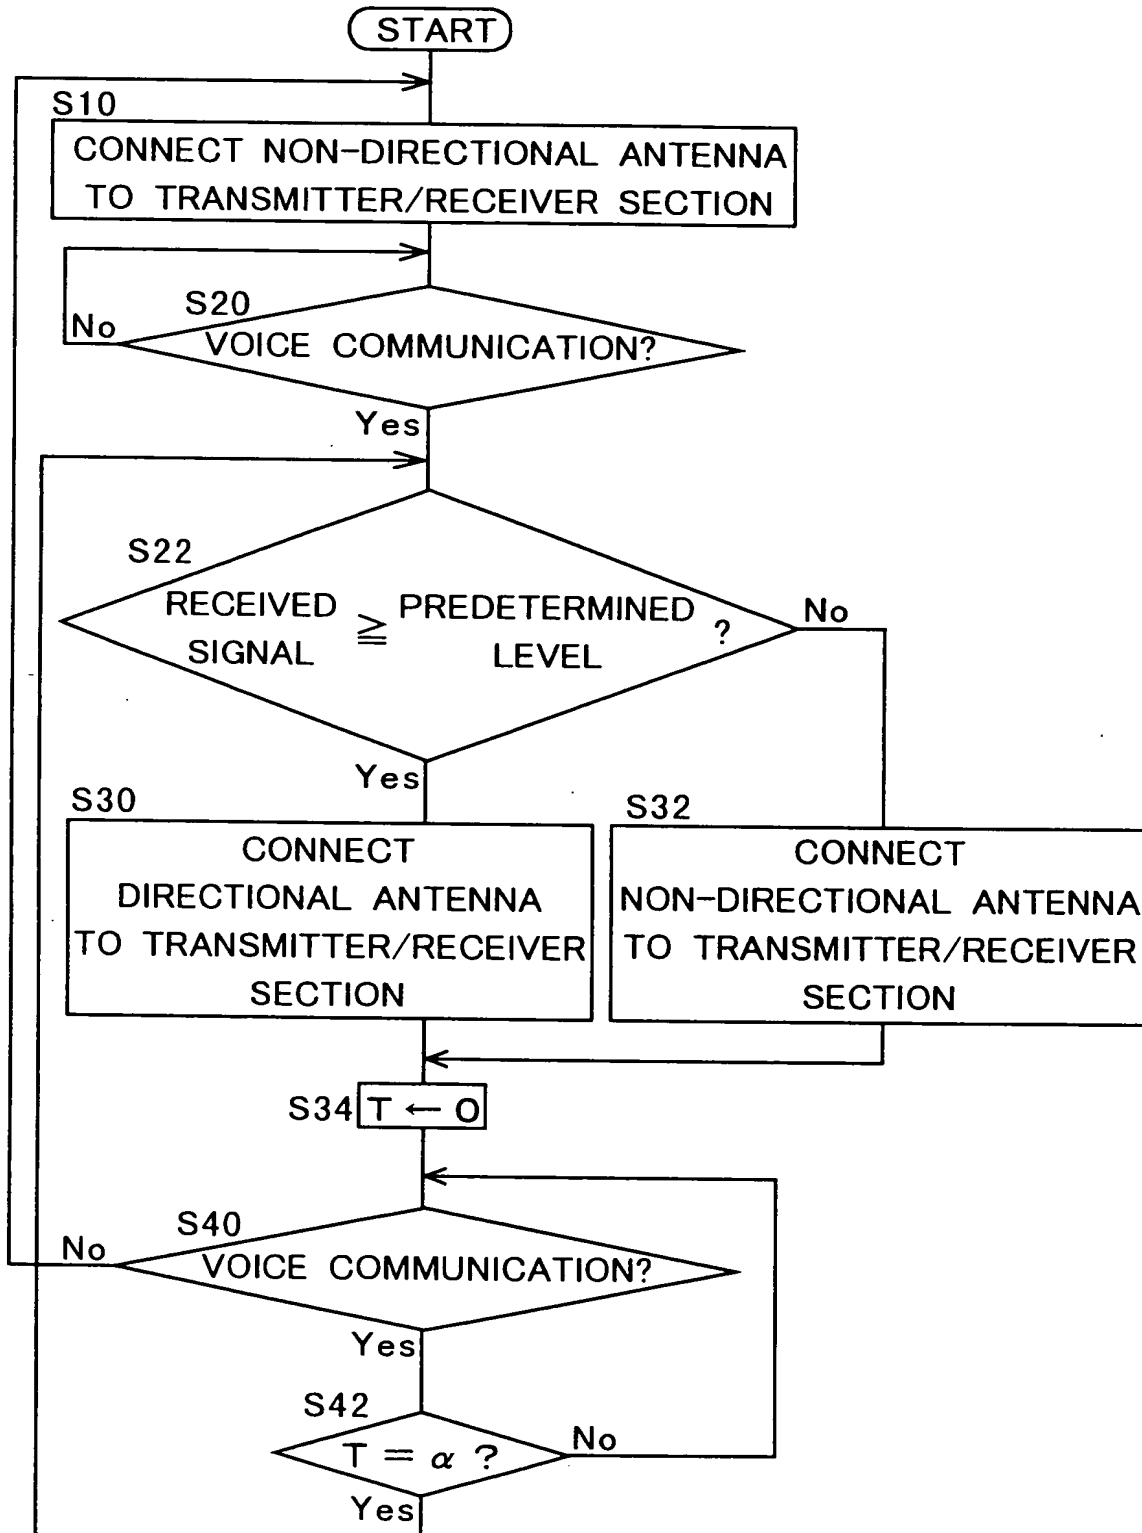 START
S10
CONNECT NON-DIRECTIONAL ANTENNA
TO TRANSMITTER/RECEIVER SECTION
S20
No
VOICE COMMUNICATION?
Yes
S22
RECEIVED SIGNAL ≧ PREDETERMINED LEVEL ?
No
Yes
S30
CONNECT
DIRECTIONAL ANTENNA
TO TRANSMITTER/RECEIVER
SECTION
S32
CONNECT
NON-DIRECTIONAL ANTENNA
TO TRANSMITTER/RECEIVER
SECTION
S34 T ← 0
S40
No
VOICE COMMUNICATION?
Yes
S42
T = α ?
No
Yes